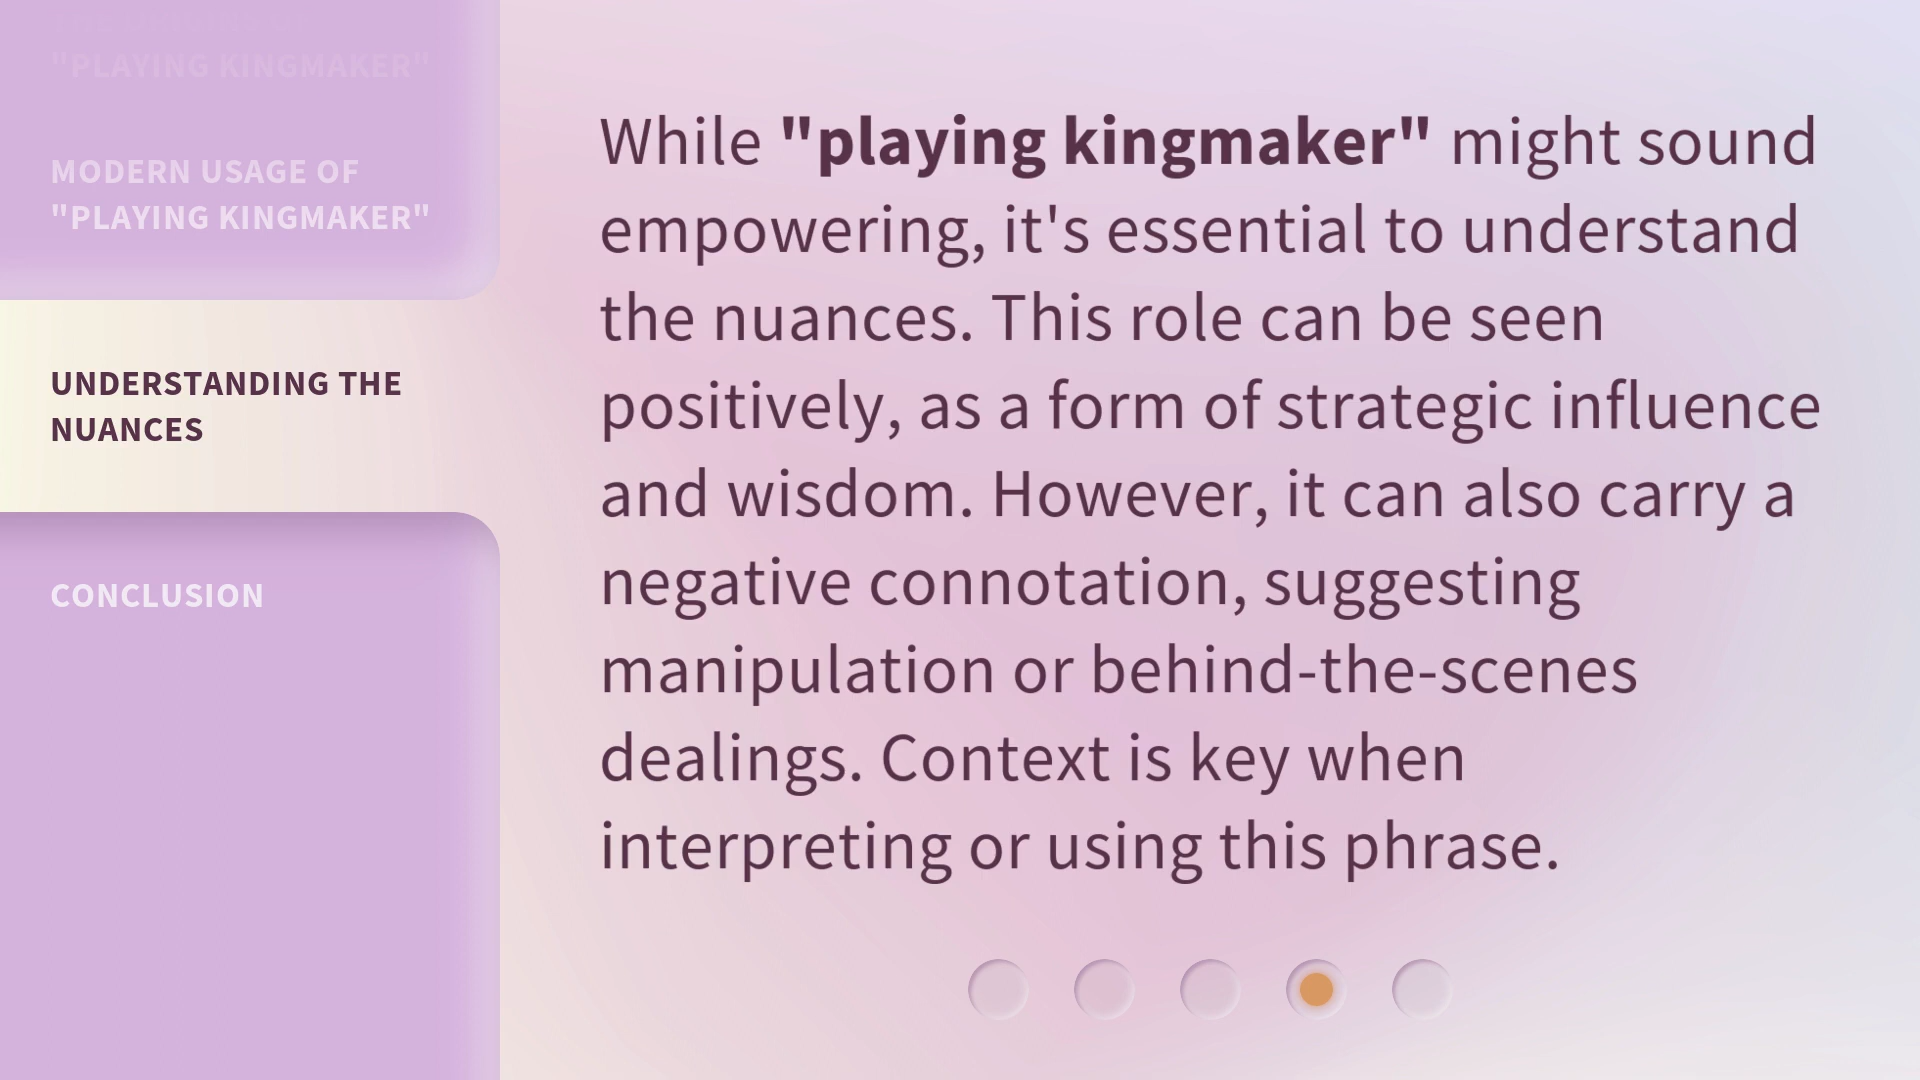 "PLAYING KINGMAKER"
MODERN USAGE OF
"PLAYING KINGMAKER"
UNDERSTANDING THE
NUANCES
CONCLUSION
While "playing kingmaker" might sound
empowering, it's essential to understand
the nuances. This role can be seen
positively, as a form of strategic influence
and wisdom. However, it can also carry a
negative connotation, suggesting
manipulation or behind-the-scenes
dealings. Context is key when
interpreting or using this phrase.